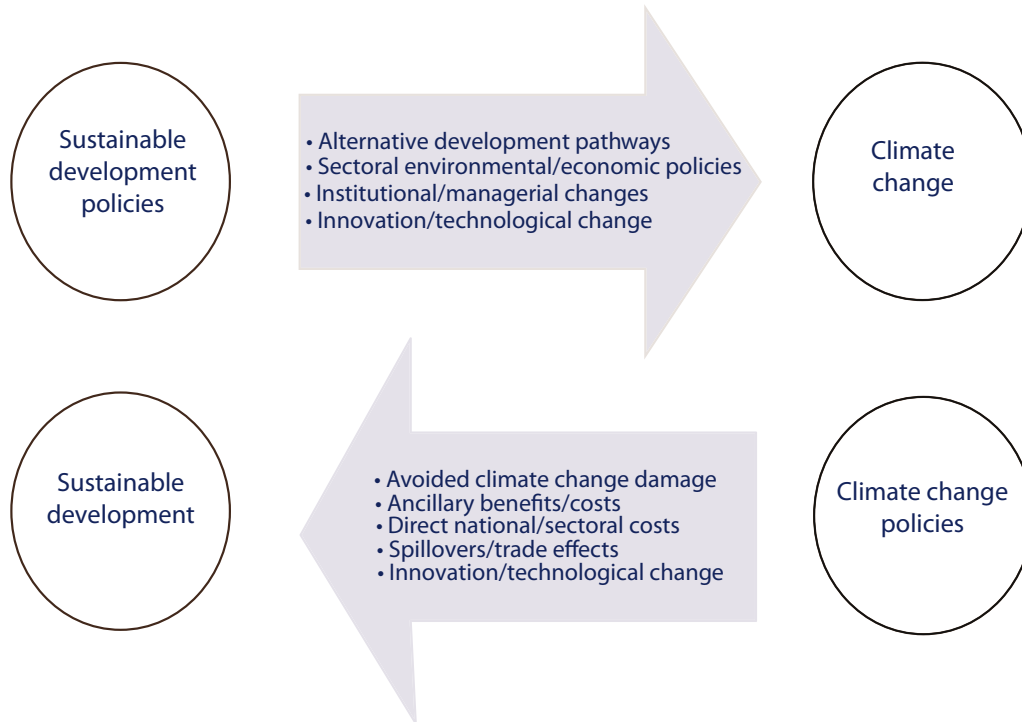 Sustainable
development
policies
• Alternative development pathways
• Sectoral environmental/economic policies
• Institutional/managerial changes
• Innovation/technological change
Climate
change
Sustainable
development
• Avoided climate change damage
• Ancillary benefits/costs
• Direct national/sectoral costs
• Spillovers/trade effects
• Innovation/technological change
Climate change
policies